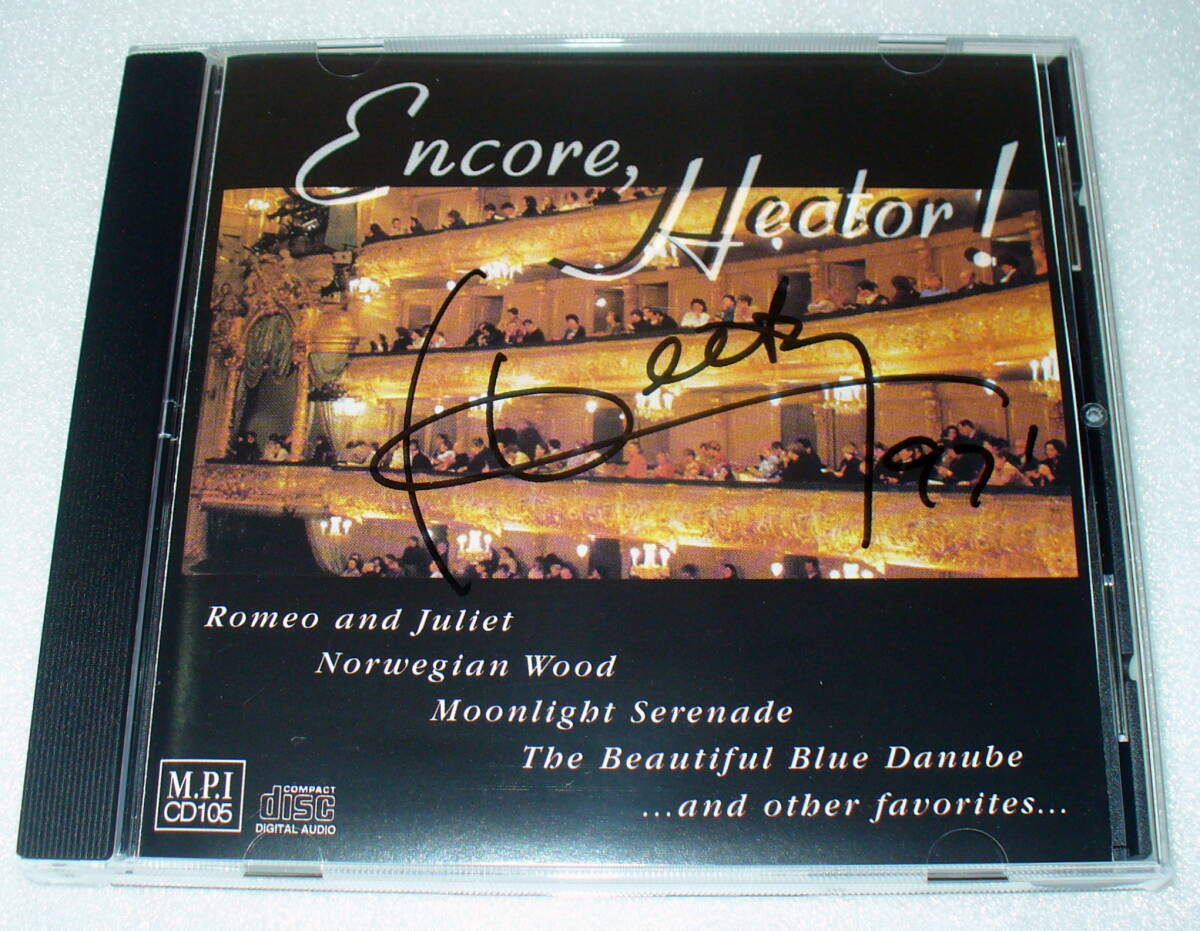 Encore,
Hector!
97'
Romeo and Juliet
Norwegian Wood
Moonlight Serenade
The Beautiful Blue Danube
...and other favorites...
M.P.I
CD105
COMPACT
disc
DIGITAL AUDIO